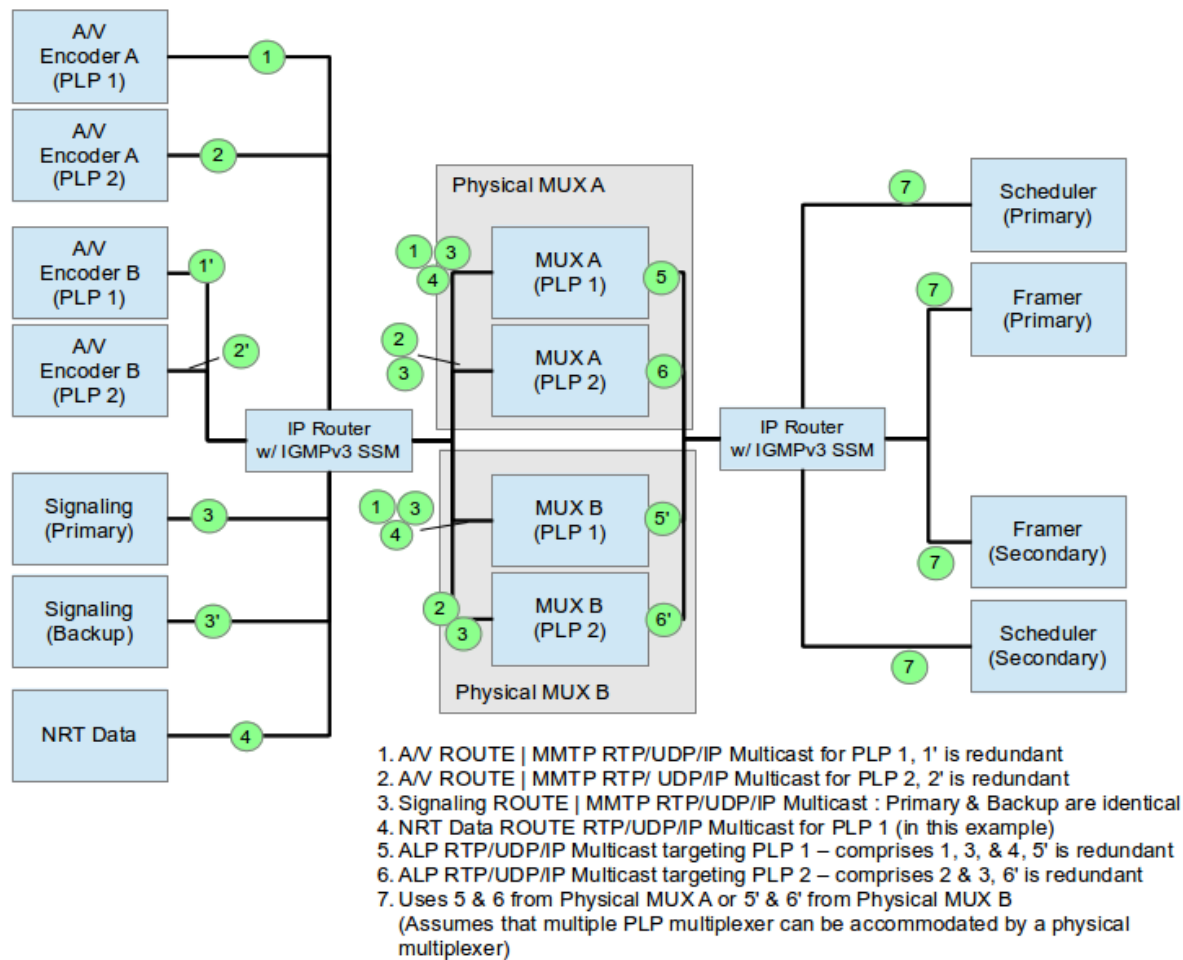 A/V
Encoder A
(PLP 1)
1
A/V
Encoder A
(PLP 2)
2
A/V
Encoder B
(PLP 1)
1'
A/V
Encoder B
(PLP 2)
2'
IP Router
w/ IGMPv3 SSM
Signaling
(Primary)
3
Signaling
(Backup)
3'
NRT Data
4
Physical MUX A
1
3
4
MUX A
(PLP 1)
5
2
3
MUX A
(PLP 2)
6
1
3
4
MUX B
(PLP 1)
5'
2
3
MUX B
(PLP 2)
6'
Physical MUX B
IP Router
w/ IGMPv3 SSM
7
Scheduler
(Primary)
7
Framer
(Primary)
7
Framer
(Secondary)
7
Scheduler
(Secondary)
1. A/V ROUTE | MMTP RTP/UDP/IP Multicast for PLP 1, 1' is redundant
2. A/V ROUTE | MMTP RTP/ UDP/IP Multicast for PLP 2, 2' is redundant
3. Signaling ROUTE | MMTP RTP/UDP/IP Multicast : Primary & Backup are identical
4. NRT Data ROUTE RTP/UDP/IP Multicast for PLP 1 (in this example)
5. ALP RTP/UDP/IP Multicast targeting PLP 1 – comprises 1, 3, & 4, 5' is redundant
6. ALP RTP/UDP/IP Multicast targeting PLP 2 – comprises 2 & 3, 6' is redundant
7. Uses 5 & 6 from Physical MUX A or 5' & 6' from Physical MUX B
(Assumes that multiple PLP multiplexer can be accommodated by a physical
multiplexer)